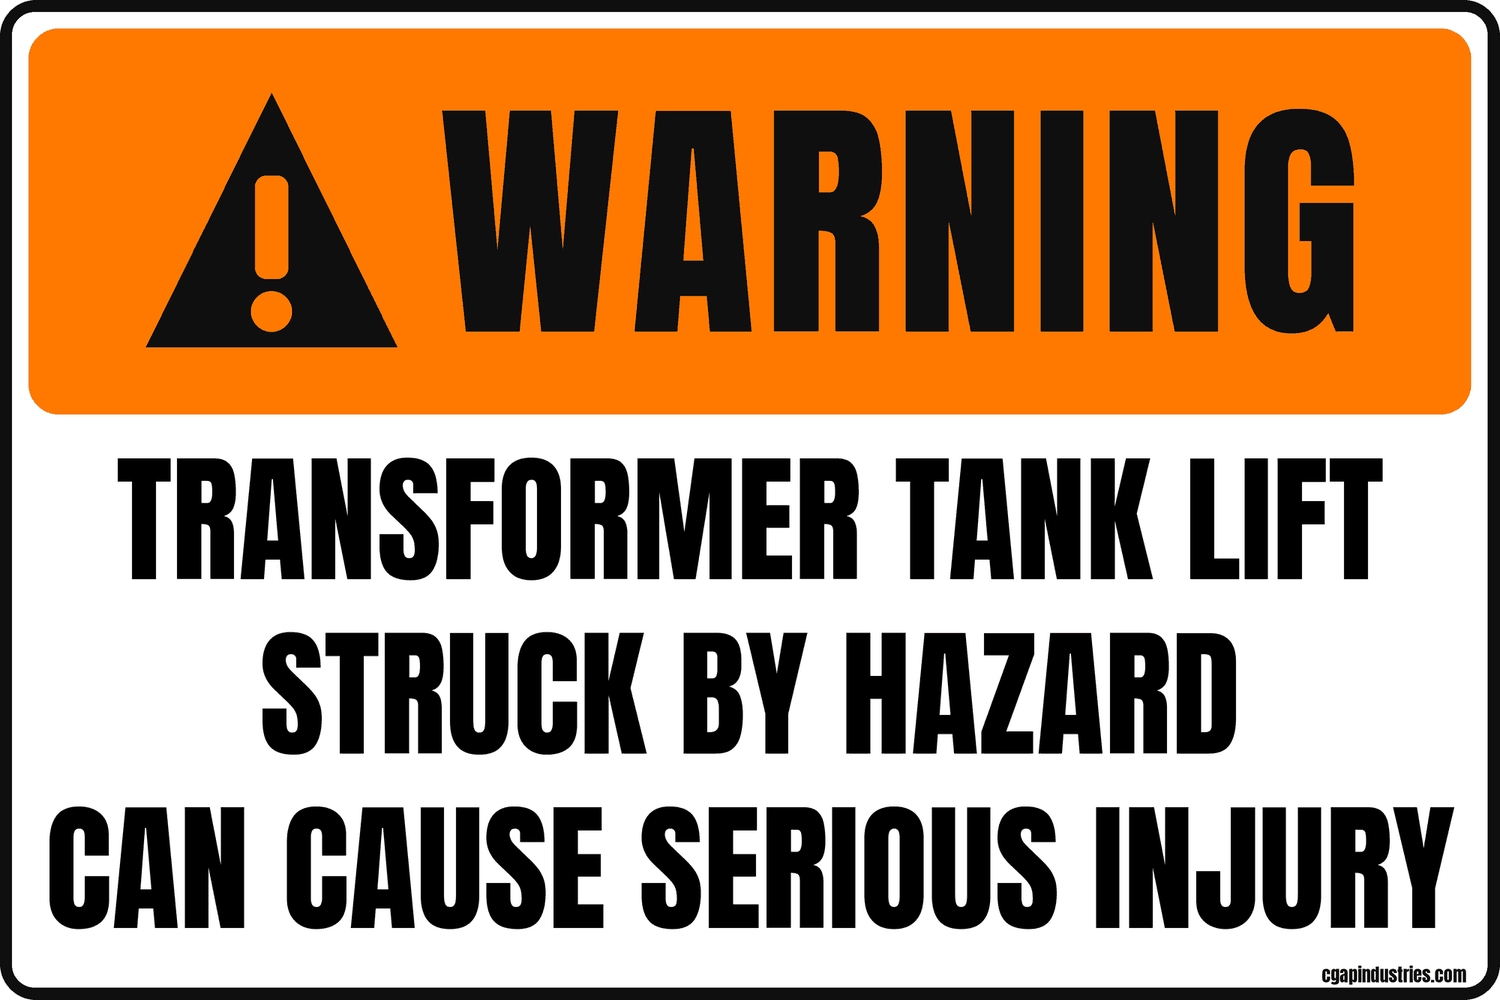 WARNING
TRANSFORMER TANK LIFT
STRUCK BY HAZARD
CAN CAUSE SERIOUS INJURY
cgapindustries.com